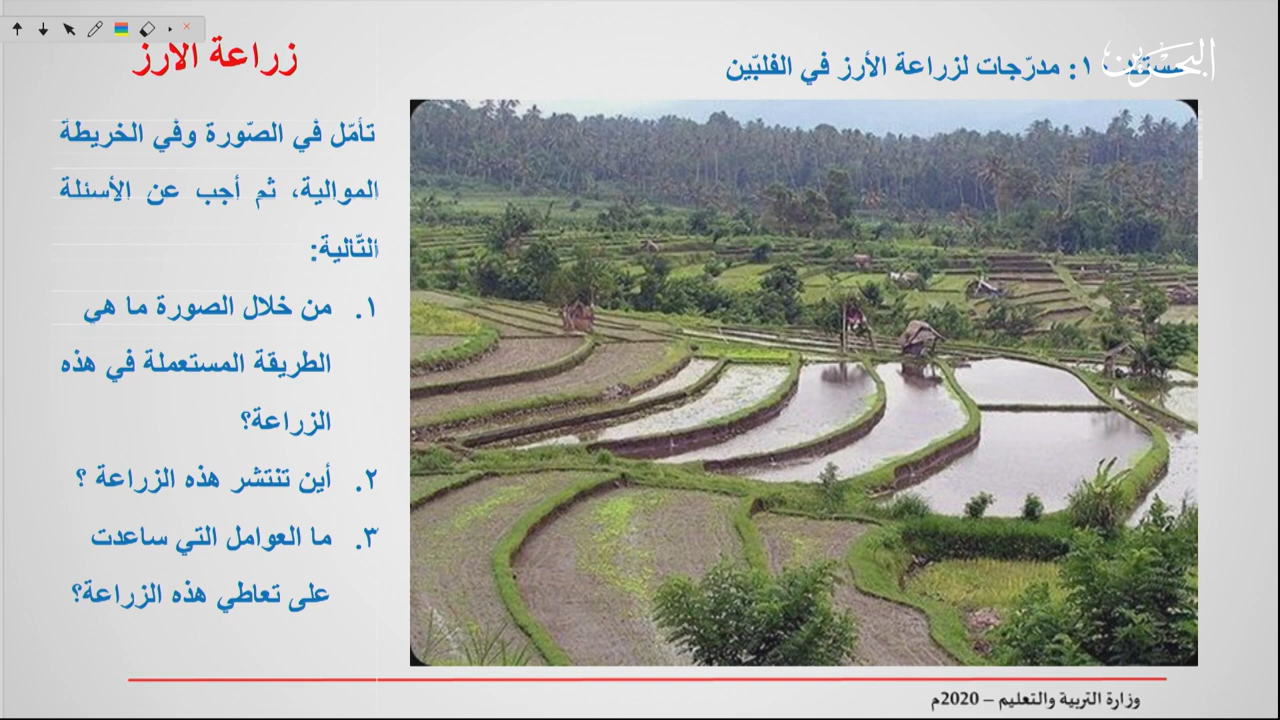 زراعة الأرز
١: مدرّجات لزراعة الأرز في الفلبّين
البحرين
تأمّل في الصّورة وفي الخريطة
الموالية، ثم أجب عن الأسئلة
التّالية:
١. من خلال الصورة ما هي
الطريقة المستعملة في هذه
الزراعة؟
٢. أين تنتشر هذه الزراعة ؟
٣. ما العوامل التي ساعدت
على تعاطي هذه الزراعة؟
وزارة التربية والتعليم – 2020م